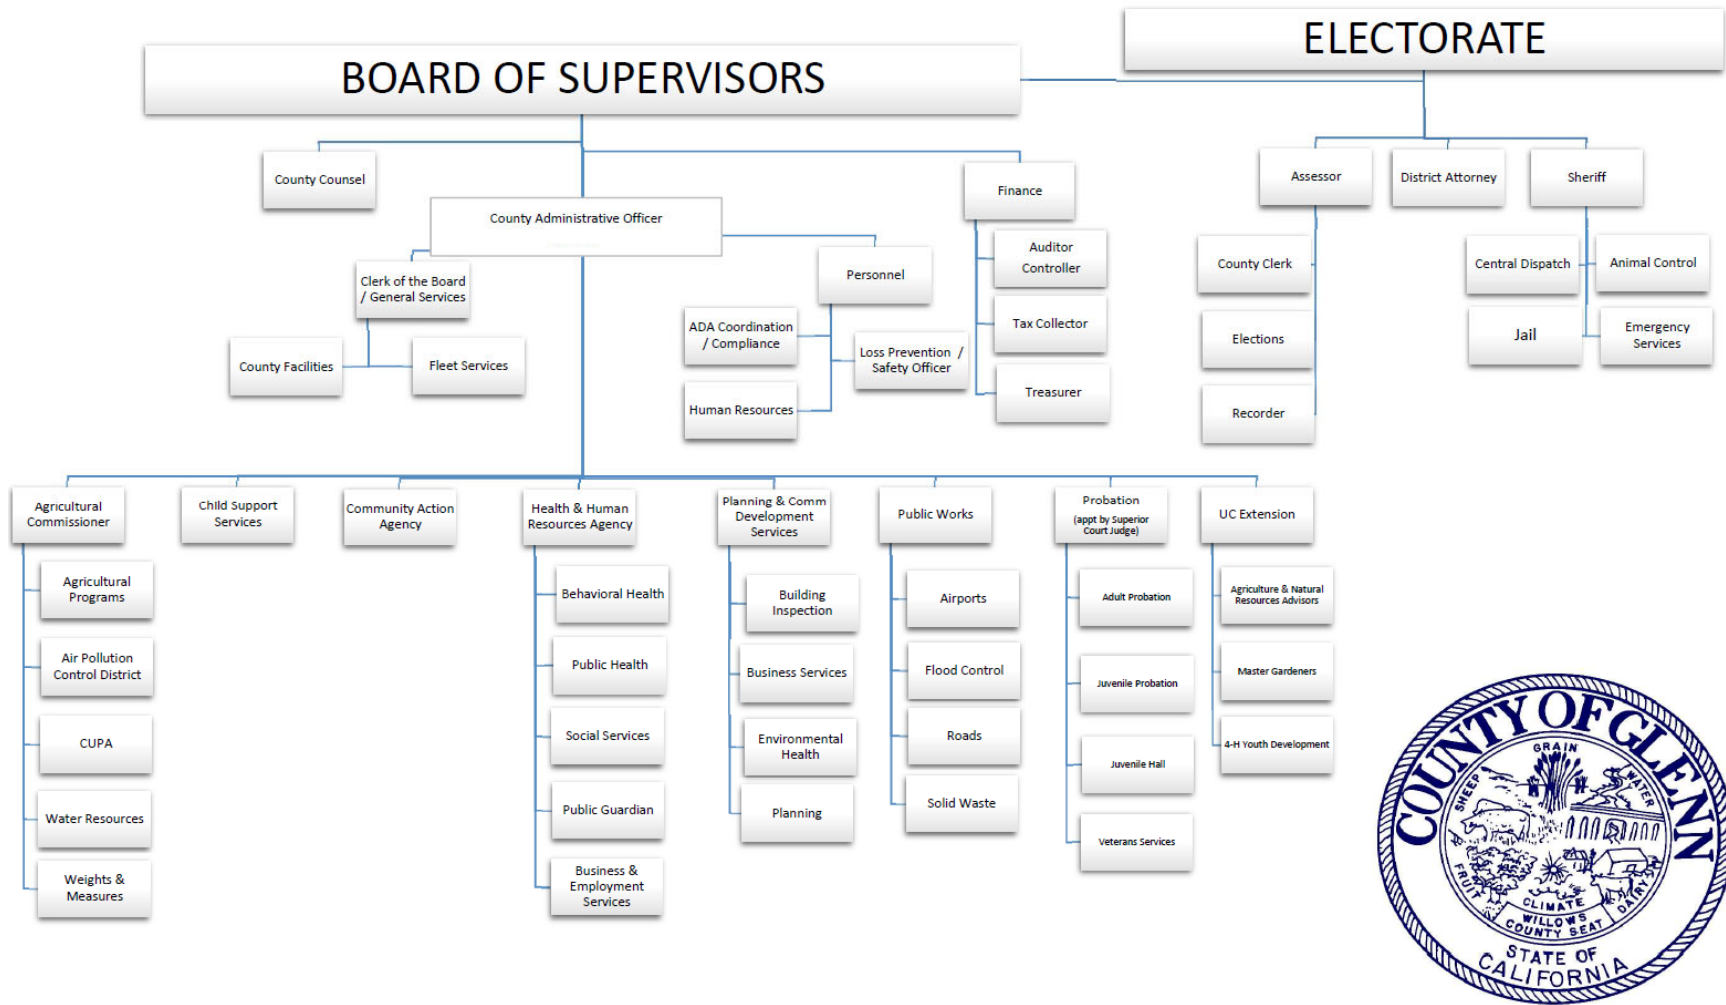 ELECTORATE
BOARD OF SUPERVISORS
County Counsel
County Administrative Officer
Finance
Assessor
District Attorney
Sheriff
Clerk of the Board
/ General Services
Personnel
Auditor
Controller
County Clerk
Central Dispatch
Animal Control
ADA Coordination
/ Compliance
Tax Collector
Elections
Jail
Emergency
Services
County Facilities
Fleet Services
Loss Prevention /
Safety Officer
Human Resources
Treasurer
Recorder
Agricultural
Commissioner
Child Support
Services
Community Action
Agency
Health & Human
Resources Agency
Planning & Comm
Development
Services
Public Works
Probation
(appt by Superior
Court Judge)
UC Extension
Agricultural
Programs
Behavioral Health
Building
Inspection
Airports
Adult Probation
Agriculture & Natural
Resources Advisors
Air Pollution
Control District
Public Health
Business Services
Flood Control
Juvenile Probation
Master Gardeners
CUPA
Social Services
Environmental
Health
Roads
Juvenile Hall
4-H Youth Development
Water Resources
Public Guardian
Planning
Solid Waste
Veterans Services
Weights &
Measures
Business &
Employment
Services
COUNTY OF GLENN
SHEEP
GRAIN
WATER
FRUIT
DAIRY
CLIMATE
WILLOWS
COUNTY SEAT
STATE OF
CALIFORNIA